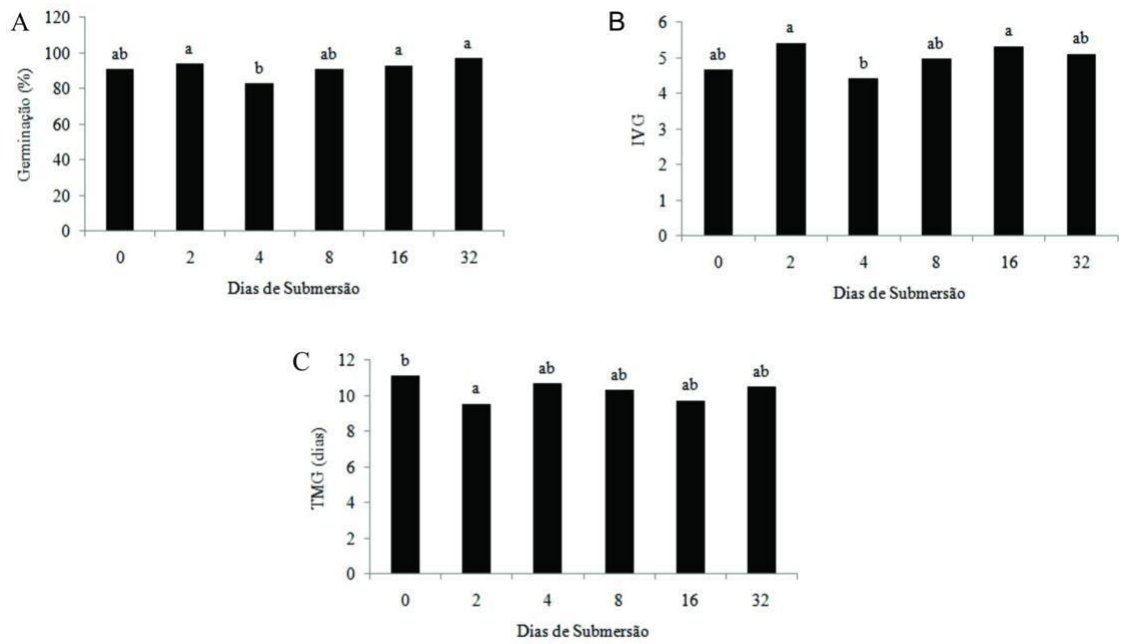 A
Germinação (%)
120
100
80
60
40
20
0
ab a b ab a a
0 2 4 8 16 32
Dias de Submersão
B
IVG
6
5
4
3
2
1
0
ab a b ab a ab
0 2 4 8 16 32
Dias de Submersão
C
TMG (dias)
12
10
8
6
4
2
0
b a ab ab ab ab
0 2 4 8 16 32
Dias de Submersão